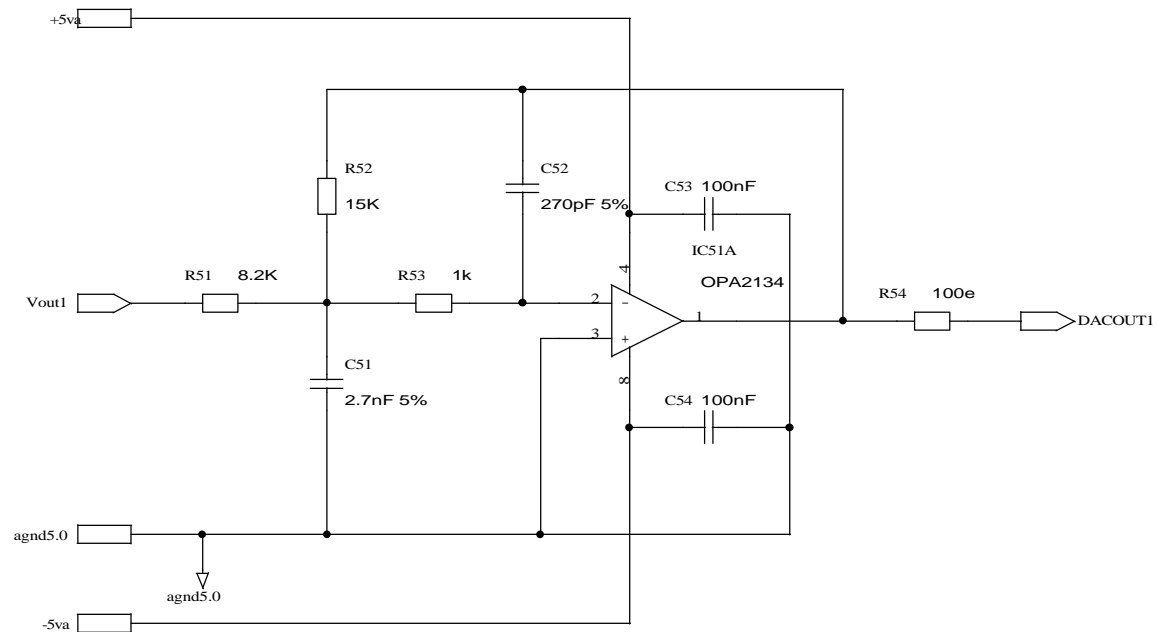 +5va
R52
15K
C52
270pF 5%
C53 100nF
IC51A
4
OPA2134
R51 8.2K
R53 1k
Vout1
2
−
3
+
1
R54 100e
DACOUT1
C51
2.7nF 5%
8
C54 100nF
agnd5.0
agnd5.0
-5va